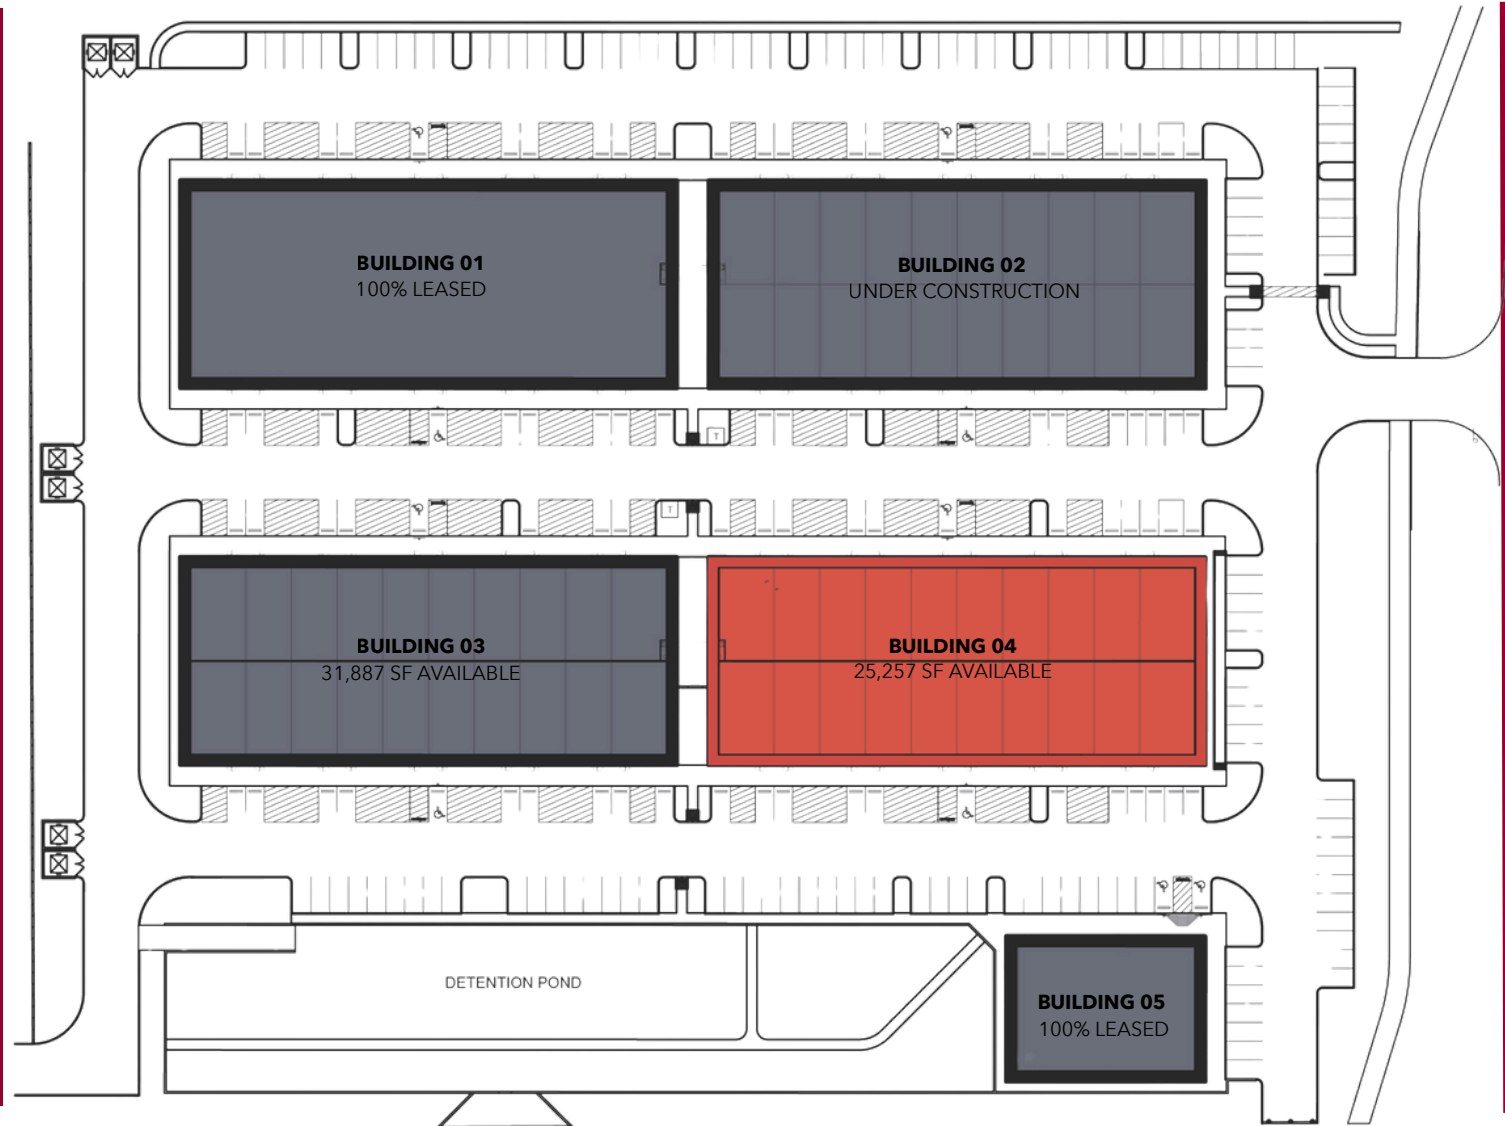 BUILDING 01
100% LEASED
BUILDING 02
UNDER CONSTRUCTION
T
T
BUILDING 03
31,887 SF AVAILABLE
BUILDING 04
25,257 SF AVAILABLE
DETENTION POND
BUILDING 05
100% LEASED